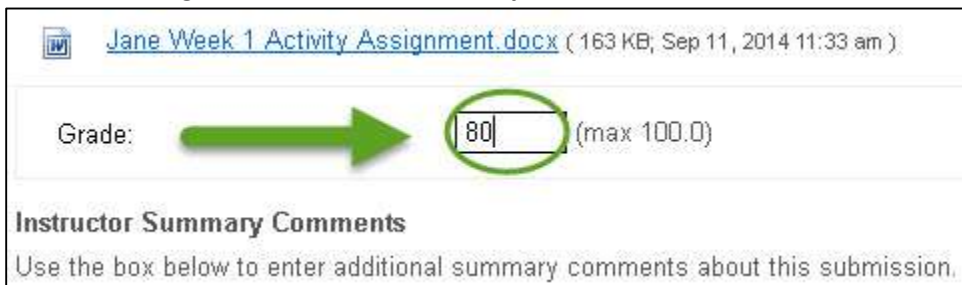 Jane Week 1 Activity Assignment.docx ( 163 KB; Sep 11, 2014 11:33 am )
Grade: 80 (max 100.0)
Instructor Summary Comments
Use the box below to enter additional summary comments about this submission.